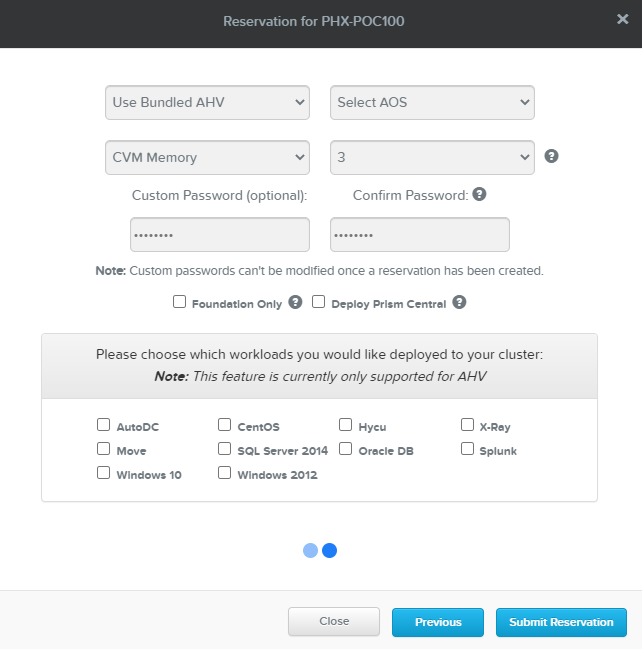 Reservation for PHX-POC100
Use Bundled AHV Select AOS
CVM Memory 3
Custom Password (optional): Confirm Password:
•••••••• ••••••••
Note: Custom passwords can't be modified once a reservation has been created.
Foundation Only Deploy Prism Central
Please choose which workloads you would like deployed to your cluster:
Note: This feature is currently only supported for AHV
AutoDC CentOS Hycu X-Ray
Move SQL Server 2014 Oracle DB Splunk
Windows 10 Windows 2012
Close Previous Submit Reservation